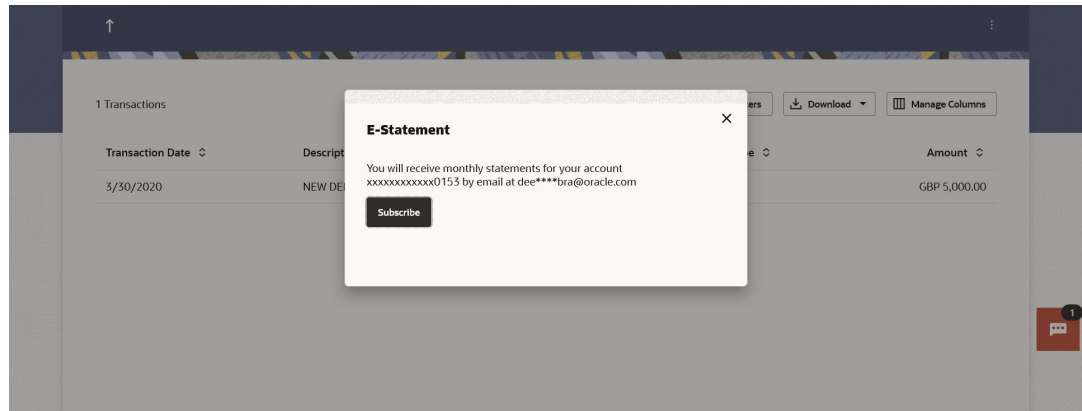 1 Transactions
Download
Manage Columns
Transaction Date
Amount
3/30/2020
GBP 5,000.00
E-Statement
You will receive monthly statements for your account
xxxxxxxxxxxx0153 by email at dee****bra@oracle.com
Subscribe
1